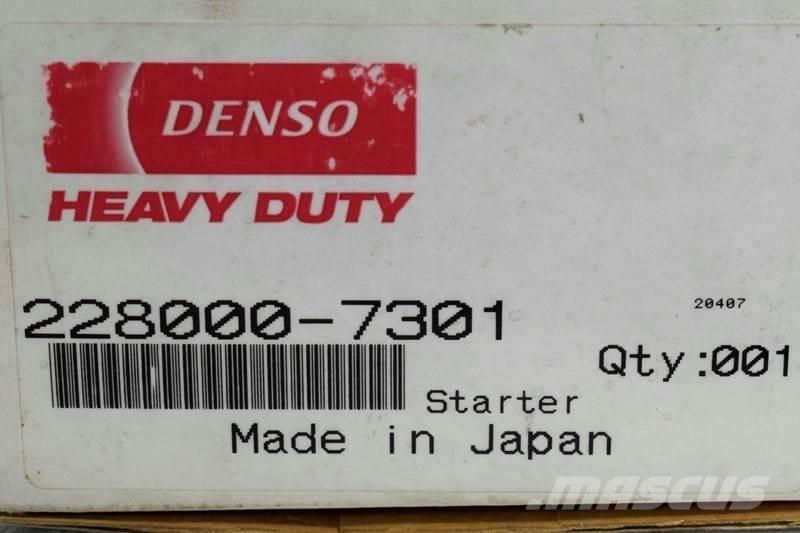 DENSO
HEAVY DUTY
20407
228000-7301
Qty:001
Starter
Made in Japan
MASCUS